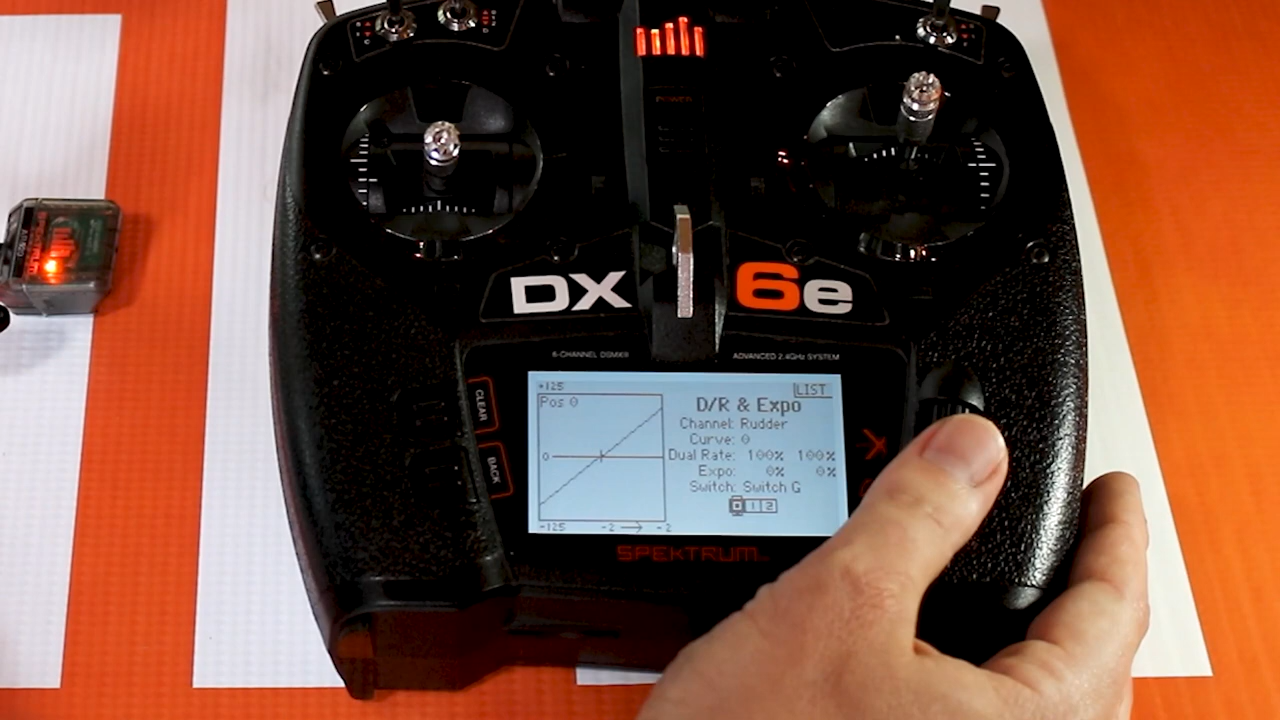 POWER
DX 6e
6-CHANNEL DSMX®
ADVANCED 2.4GHz SYSTEM
CLEAR
BACK
+125
LIST
Pos 0
D/R & Expo
Channel: Rudder
Curve: 0
0
Dual Rate: 100% 100%
Expo: 0% 0%
Switch: Switch G
0 1 2
-125 -2 → -2
SPEKTRUM